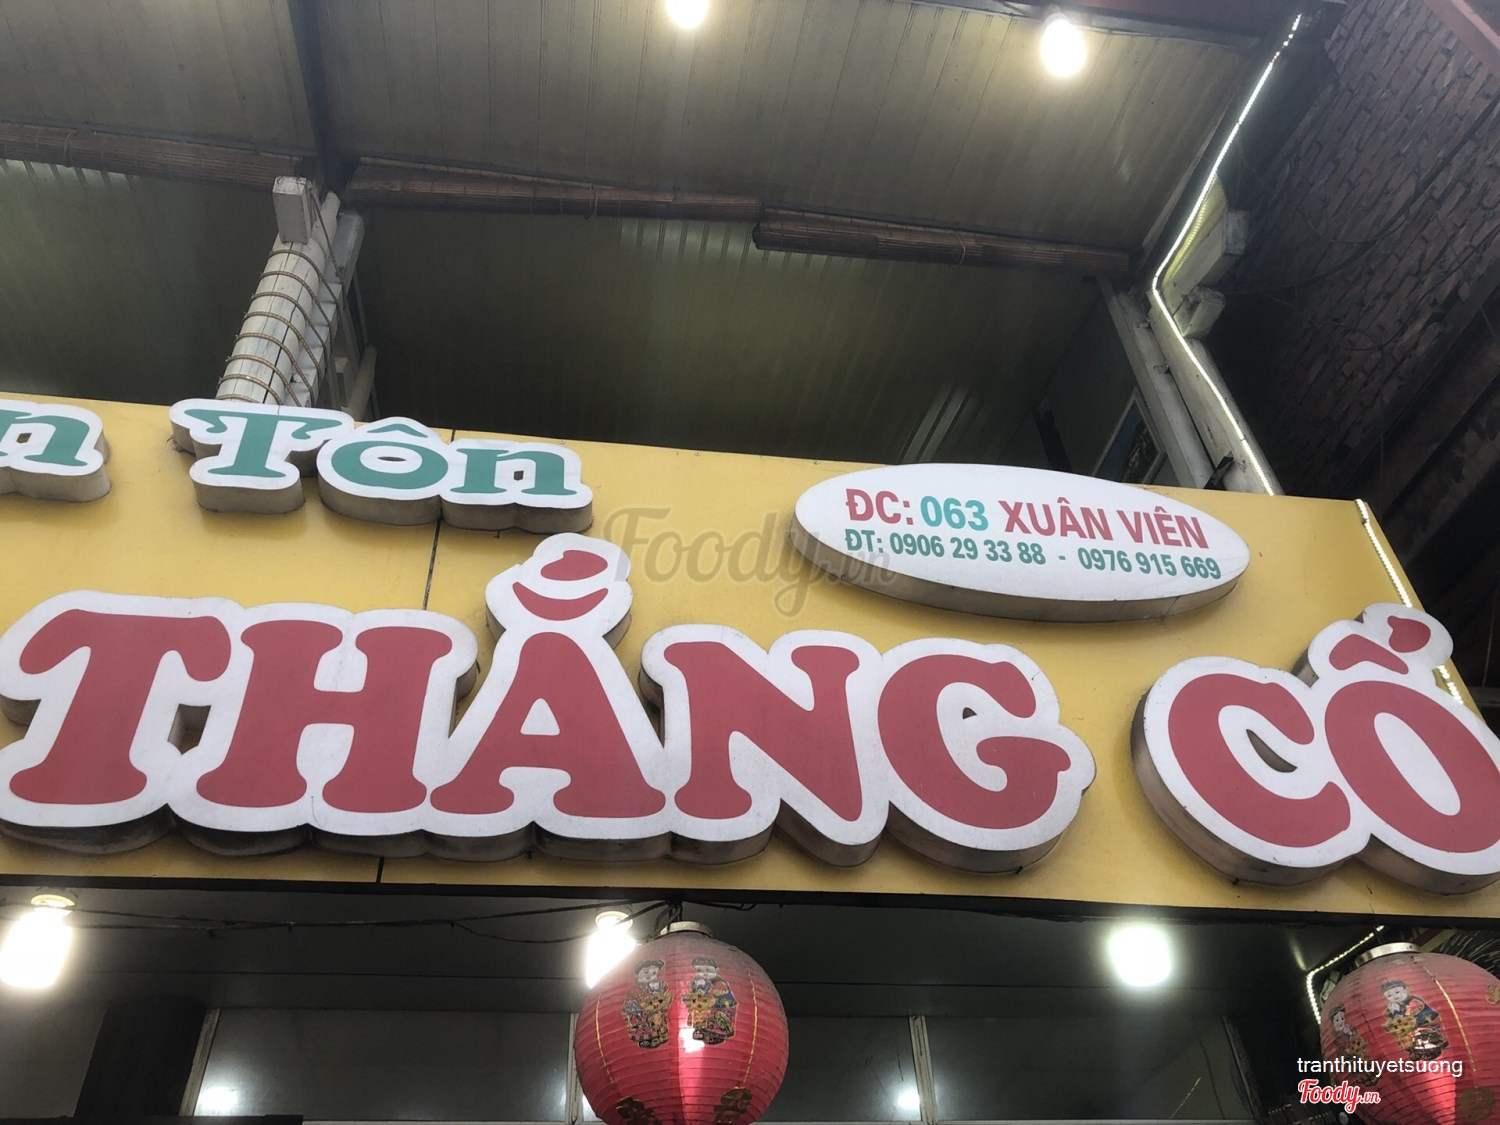 n Tôn
ĐC: 063 XUÂN VIÊN
ĐT: 0906 29 33 88 - 0976 915 669
THẮNG CỐ
Foody.vn
tranthituyetsuong
Foody.vn